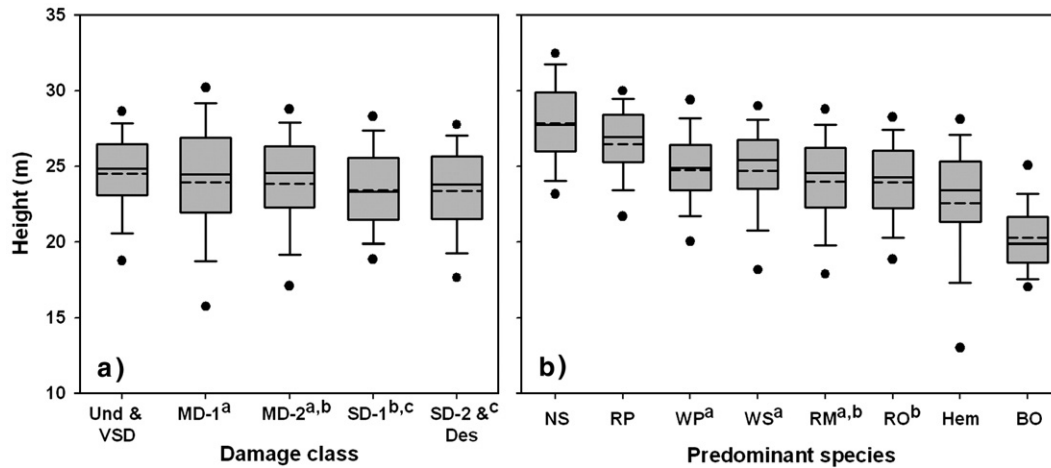 35
30
25
20
15
10
Height (m)
a)
Und & VSD
MD-1a
MD-2a,b
SD-1b,c
SD-2 &c Des
Damage class
b)
NS
RP
WPa
WSa
RMa,b
ROb
Hem
BO
Predominant species